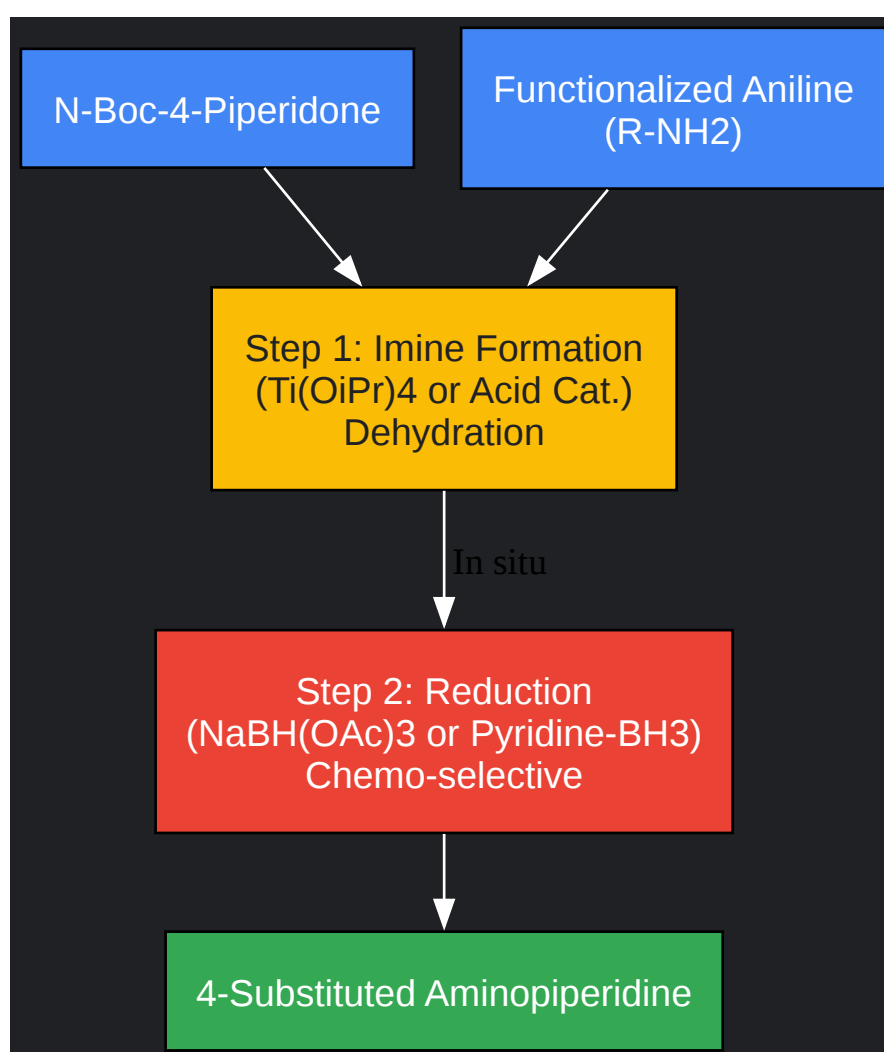 N-Boc-4-Piperidone
Functionalized Aniline
(R-NH2)
Step 1: Imine Formation
(Ti(OiPr)4 or Acid Cat.)
Dehydration
In situ
Step 2: Reduction
(NaBH(OAc)3 or Pyridine-BH3)
Chemo-selective
4-Substituted Aminopiperidine